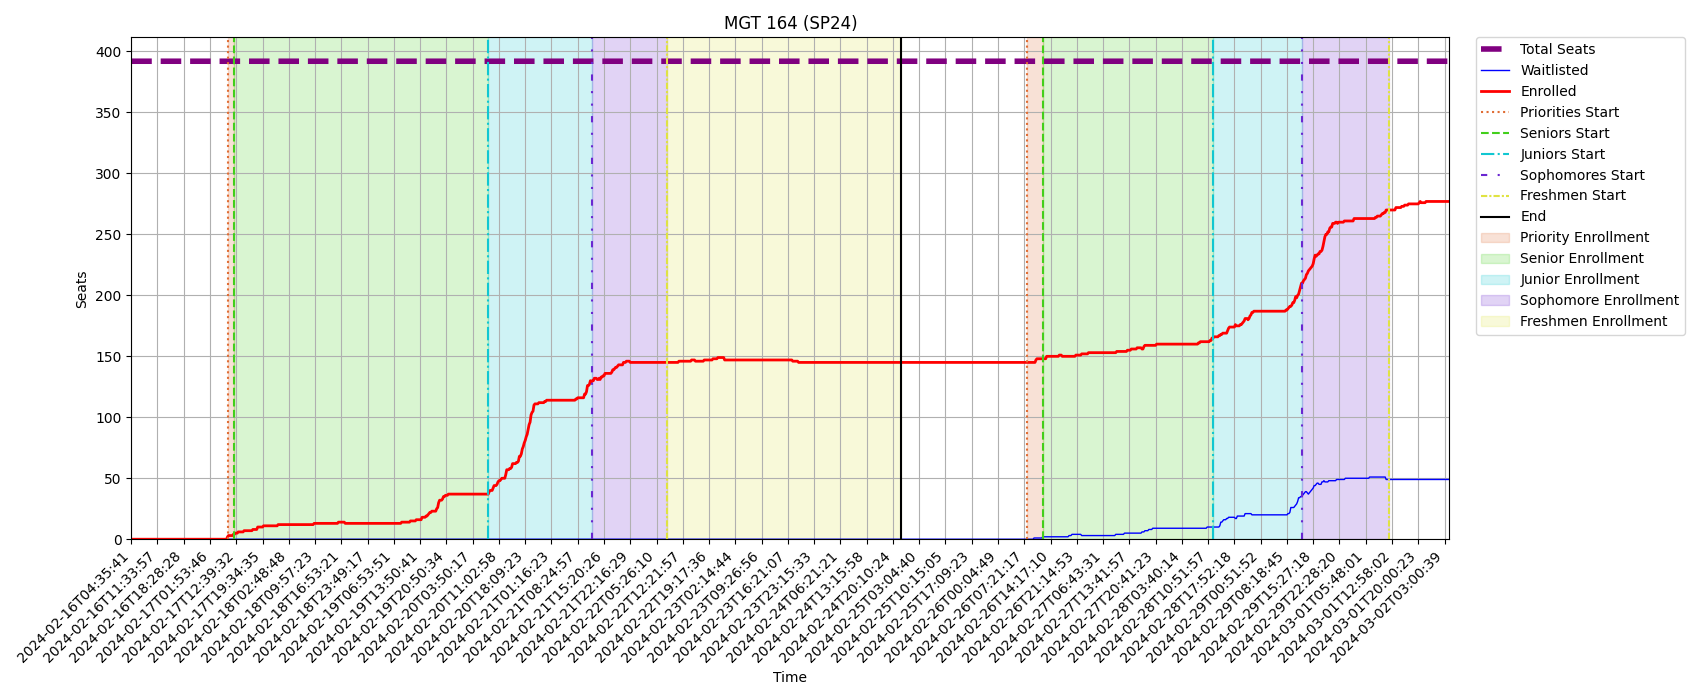 MGT 164 (SP24)
400
350
300
250
200
150
100
50
0
Seats
2024-02-16T04:35:41
2024-02-16T11:33:57
2024-02-16T18:28:28
2024-02-17T01:53:46
2024-02-17T12:39:32
2024-02-17T19:34:35
2024-02-18T02:48:48
2024-02-18T09:57:23
2024-02-18T16:53:21
2024-02-18T23:49:17
2024-02-19T06:53:51
2024-02-19T13:50:41
2024-02-19T20:50:34
2024-02-20T03:50:17
2024-02-20T11:02:58
2024-02-20T18:09:23
2024-02-21T01:16:23
2024-02-21T08:24:57
2024-02-21T15:20:26
2024-02-21T22:16:29
2024-02-22T05:26:10
2024-02-22T12:21:57
2024-02-22T19:17:36
2024-02-23T02:14:44
2024-02-23T09:26:56
2024-02-23T16:21:07
2024-02-23T23:15:33
2024-02-24T06:21:21
2024-02-24T13:15:58
2024-02-24T20:10:24
2024-02-25T03:04:40
2024-02-25T10:15:05
2024-02-25T17:09:23
2024-02-26T00:04:49
2024-02-26T07:21:17
2024-02-26T14:17:10
2024-02-26T21:14:53
2024-02-27T06:43:31
2024-02-27T13:41:57
2024-02-27T20:41:23
2024-02-28T03:40:14
2024-02-28T10:51:57
2024-02-28T17:52:18
2024-02-29T00:51:52
2024-02-29T08:18:45
2024-02-29T15:27:18
2024-02-29T22:28:20
2024-03-01T05:48:01
2024-03-01T12:58:02
2024-03-01T20:00:23
2024-03-02T03:00:39
Time
Total Seats
Waitlisted
Enrolled
Priorities Start
Seniors Start
Juniors Start
Sophomores Start
Freshmen Start
End
Priority Enrollment
Senior Enrollment
Junior Enrollment
Sophomore Enrollment
Freshmen Enrollment